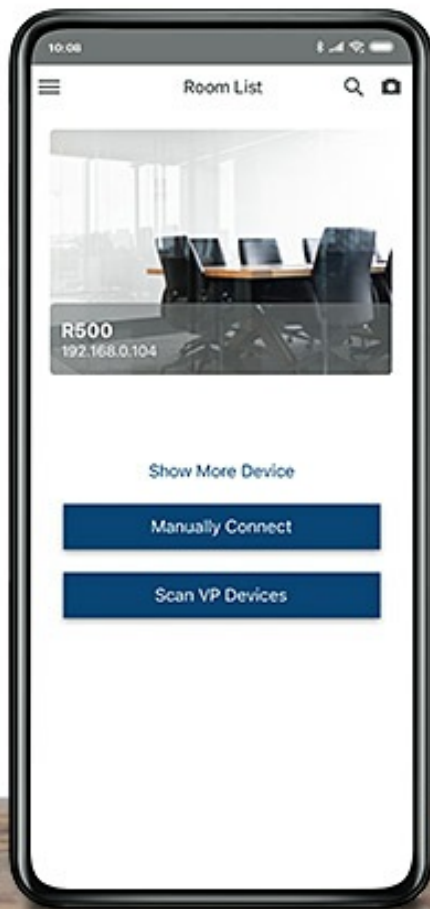 10:08
Room List
R500
192.168.0.104
Show More Device
Manually Connect
Scan VP Devices